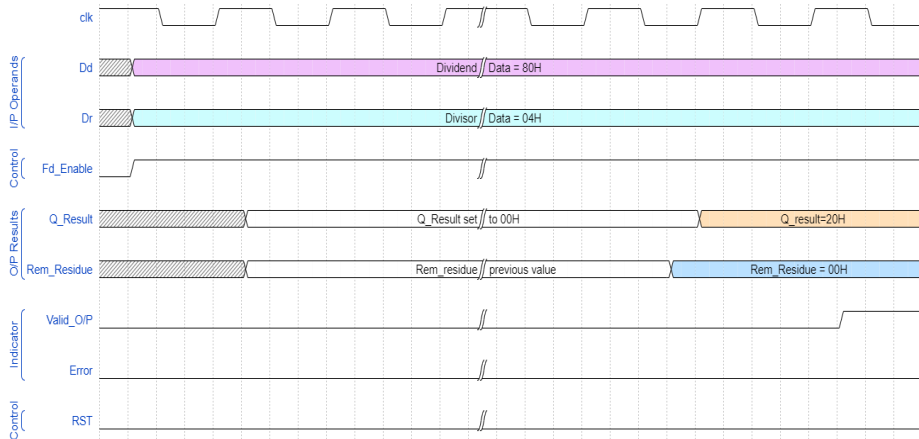 clk
I/P Operands
Dd
Dividend Data = 80H
Dr
Divisor Data = 04H
Control
Fd_Enable
O/P Results
Q_Result
Q_Result set to 00H
Q_result=20H
Rem_Residue
Rem_residue previous value
Rem_Residue = 00H
Indicator
Valid_O/P
Error
Control
RST